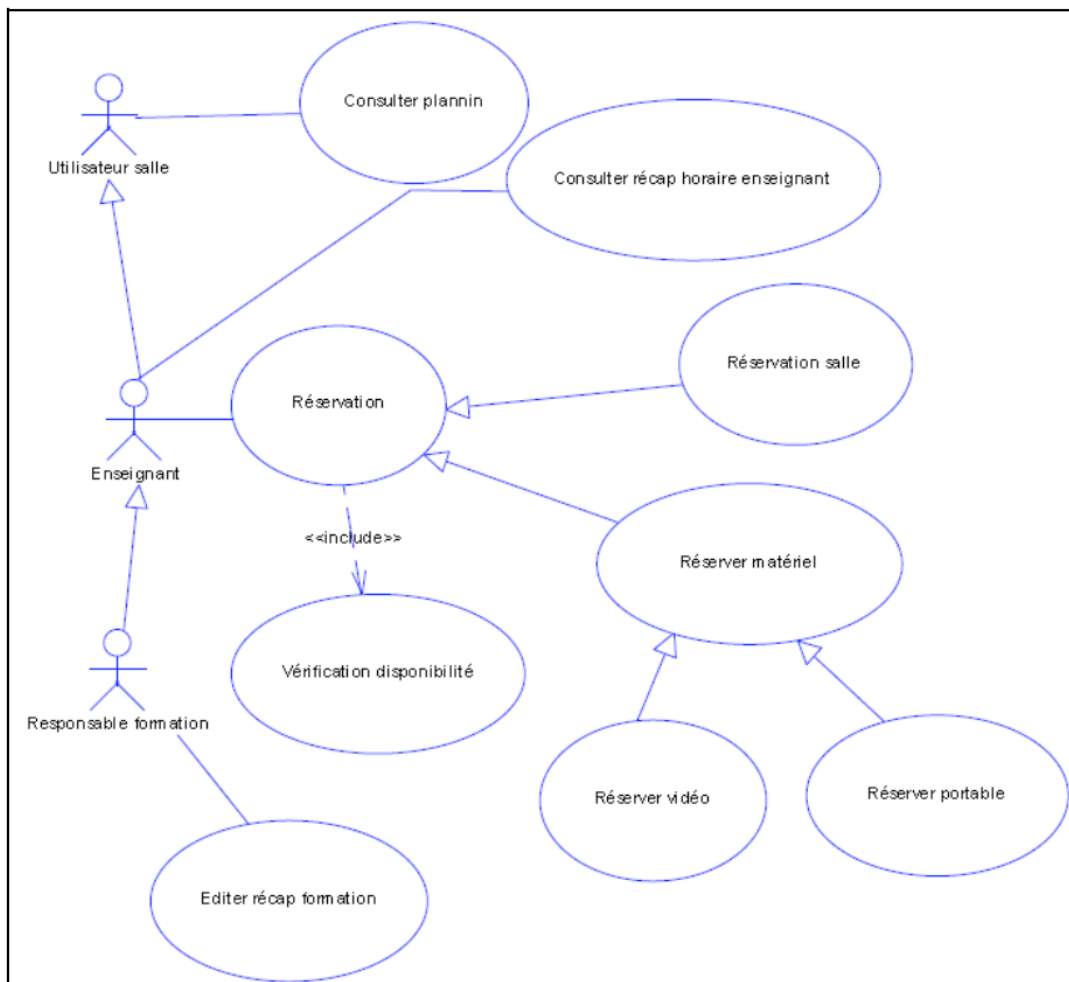 Consulter plannin
Utilisateur salle
Consulter récap horaire enseignant
Réservation salle
Réservation
Enseignant
<<include>>
Réserver matériel
Vérification disponibilité
Responsable formation
Réserver vidéo
Réserver portable
Editer récap formation